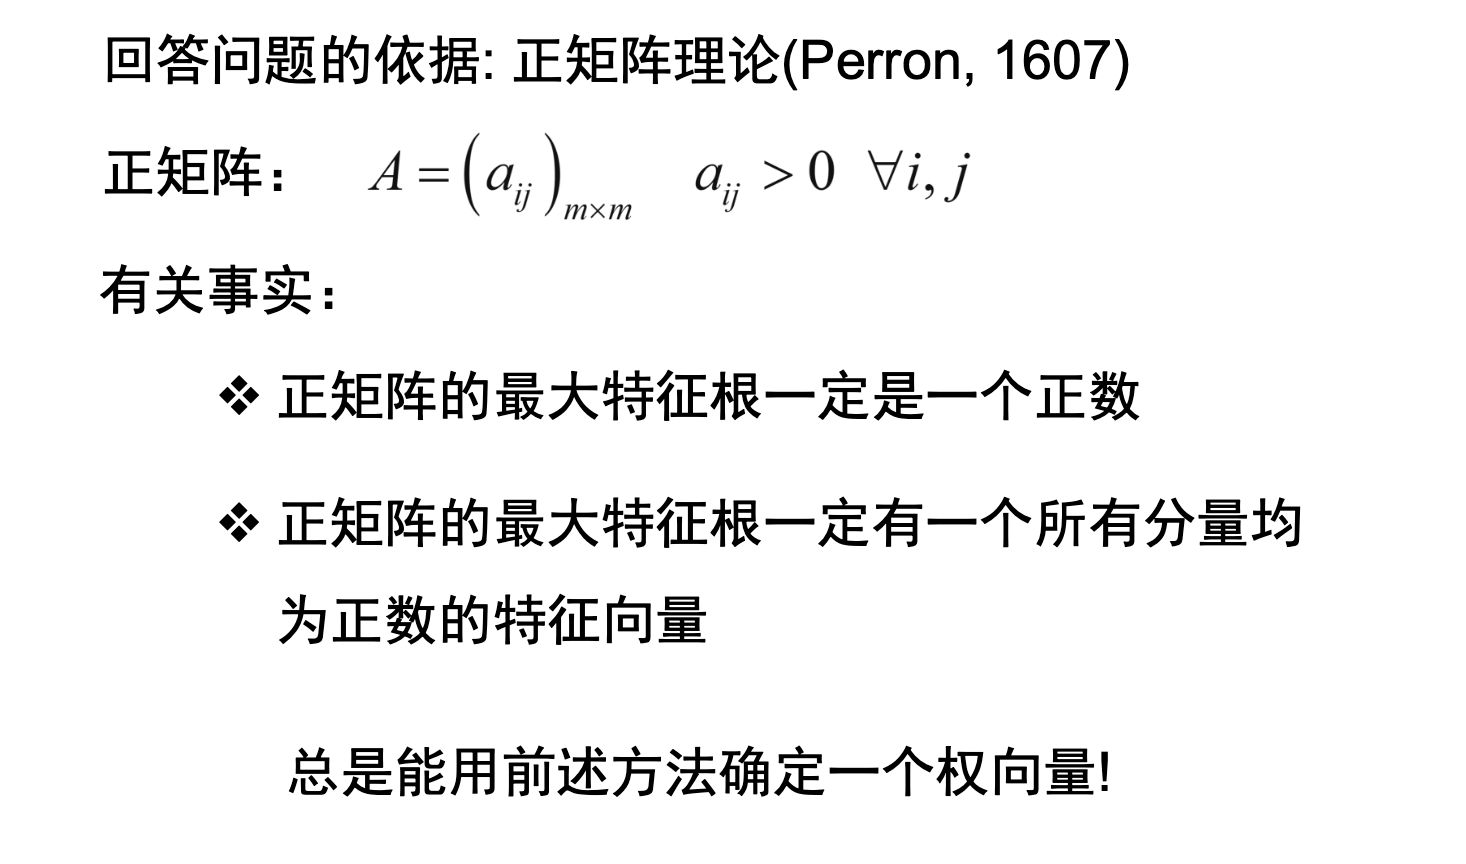 回答问题的依据: 正矩阵理论(Perron, 1607)
正矩阵： A = (a_{ij})_{m×m} a_{ij} > 0 ∀i, j
有关事实：
❖ 正矩阵的最大特征根一定是一个正数
❖ 正矩阵的最大特征根一定有一个所有分量均
为正数的特征向量
总是能用前述方法确定一个权向量!